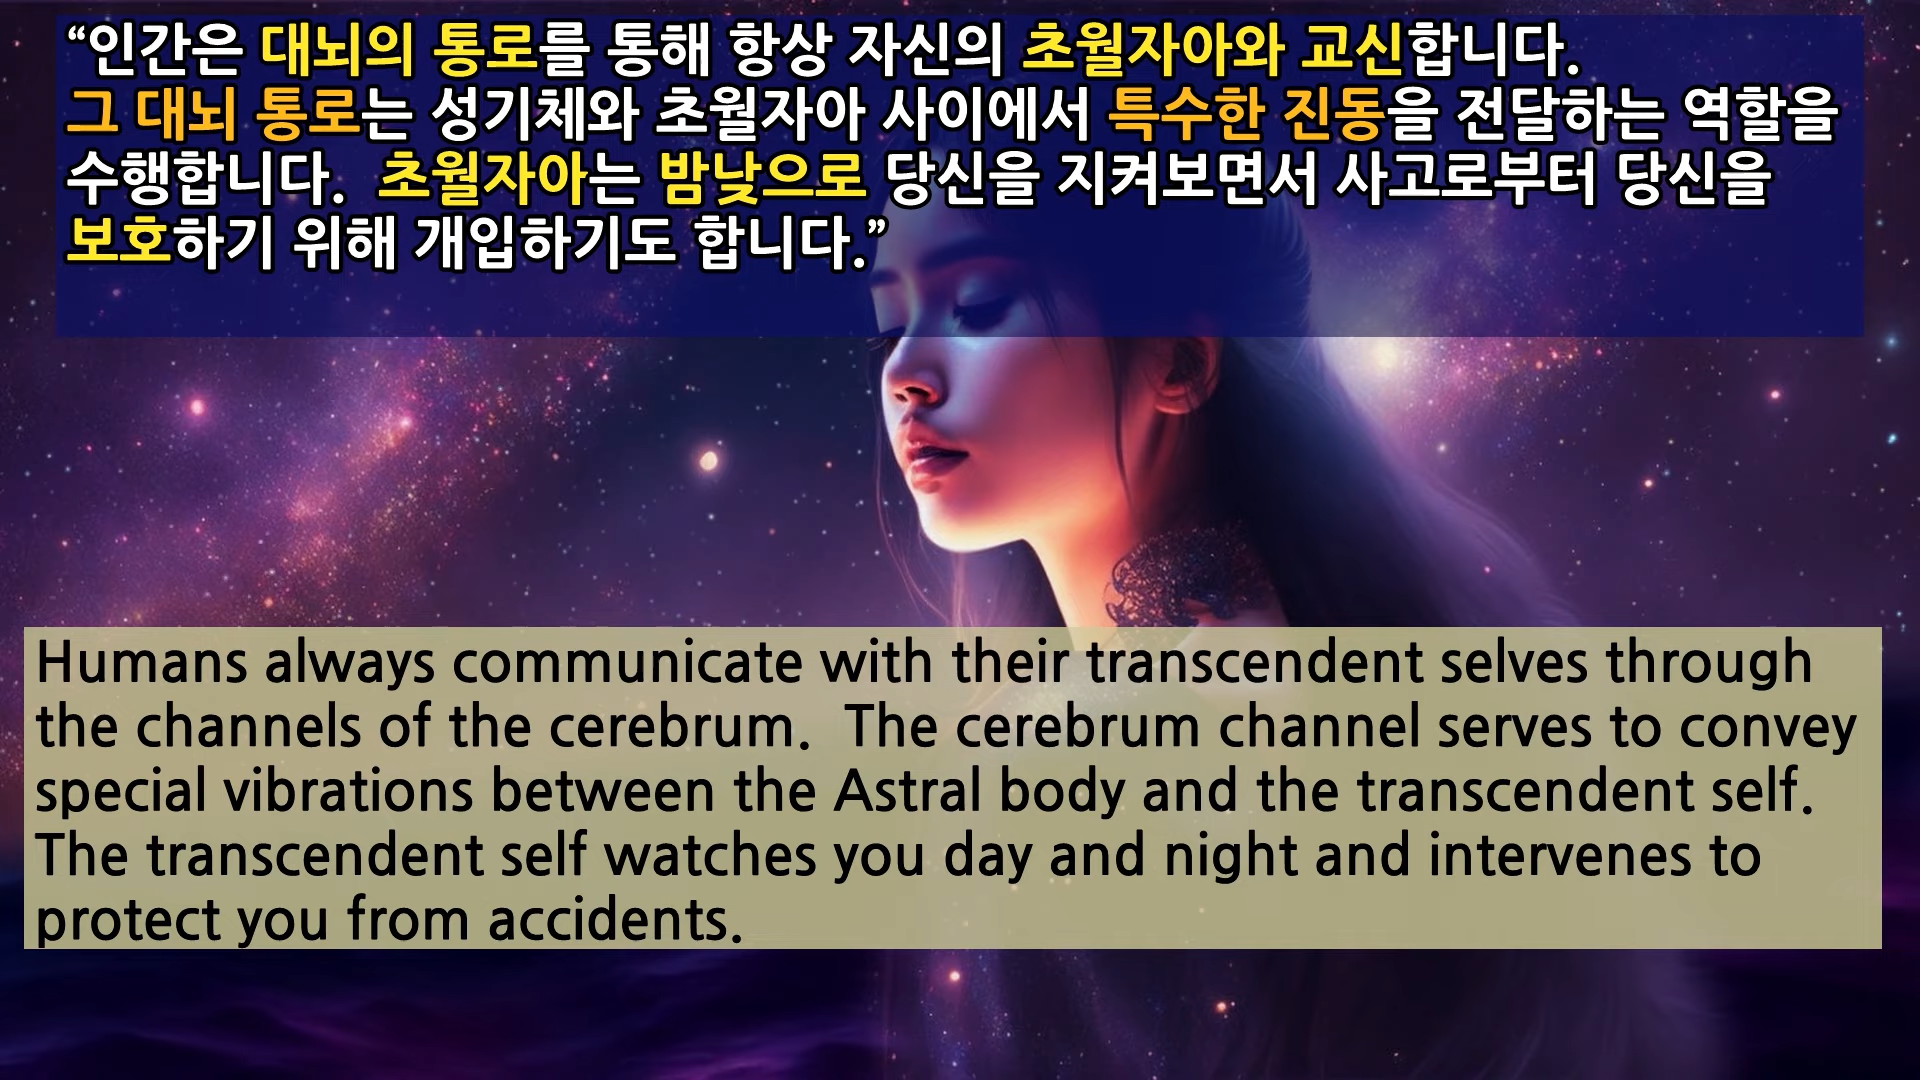 “인간은 대뇌의 통로를 통해 항상 자신의 초월자아와 교신합니다.
그 대뇌 통로는 성기체와 초월자아 사이에서 특수한 진동을 전달하는 역할을
수행합니다. 초월자아는 밤낮으로 당신을 지켜보면서 사고로부터 당신을
보호하기 위해 개입하기도 합니다.”
Humans always communicate with their transcendent selves through
the channels of the cerebrum. The cerebrum channel serves to convey
special vibrations between the Astral body and the transcendent self.
The transcendent self watches you day and night and intervenes to
protect you from accidents.